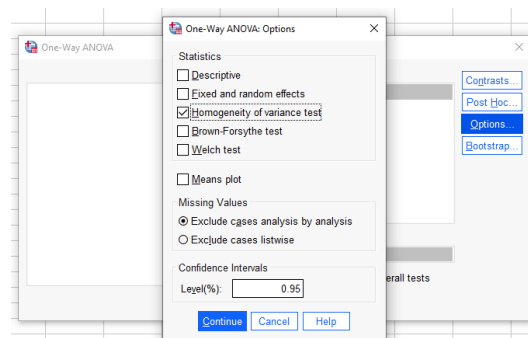 One-Way ANOVA: Options
One-Way ANOVA
Statistics
Descriptive
Fixed and random effects
Homogeneity of variance test
Brown-Forsythe test
Welch test
Means plot
Missing Values
Exclude cases analysis by analysis
Exclude cases listwise
Confidence Intervals
Level(%): 0.95
Continue Cancel Help
Contrasts...
Post Hoc...
Options...
Bootstrap...
erall tests